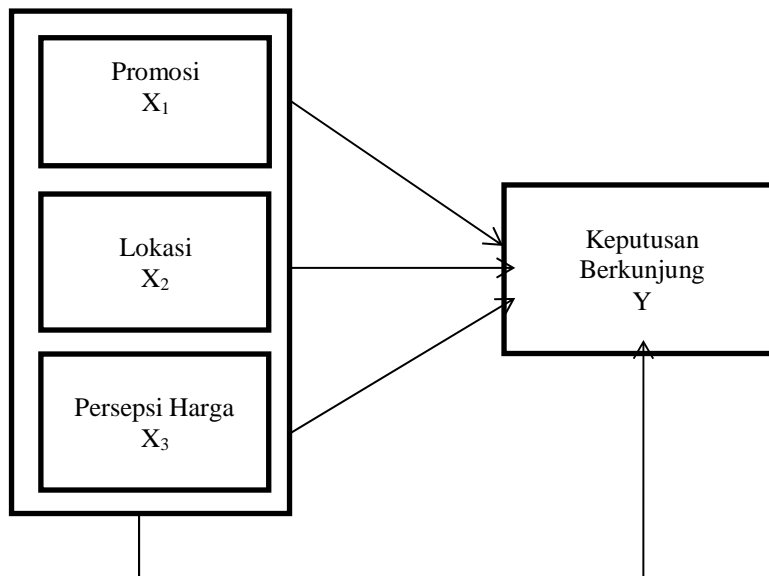 Promosi
X₁
Lokasi
X₂
Persepsi Harga
X₃
Keputusan
Berkunjung
Y